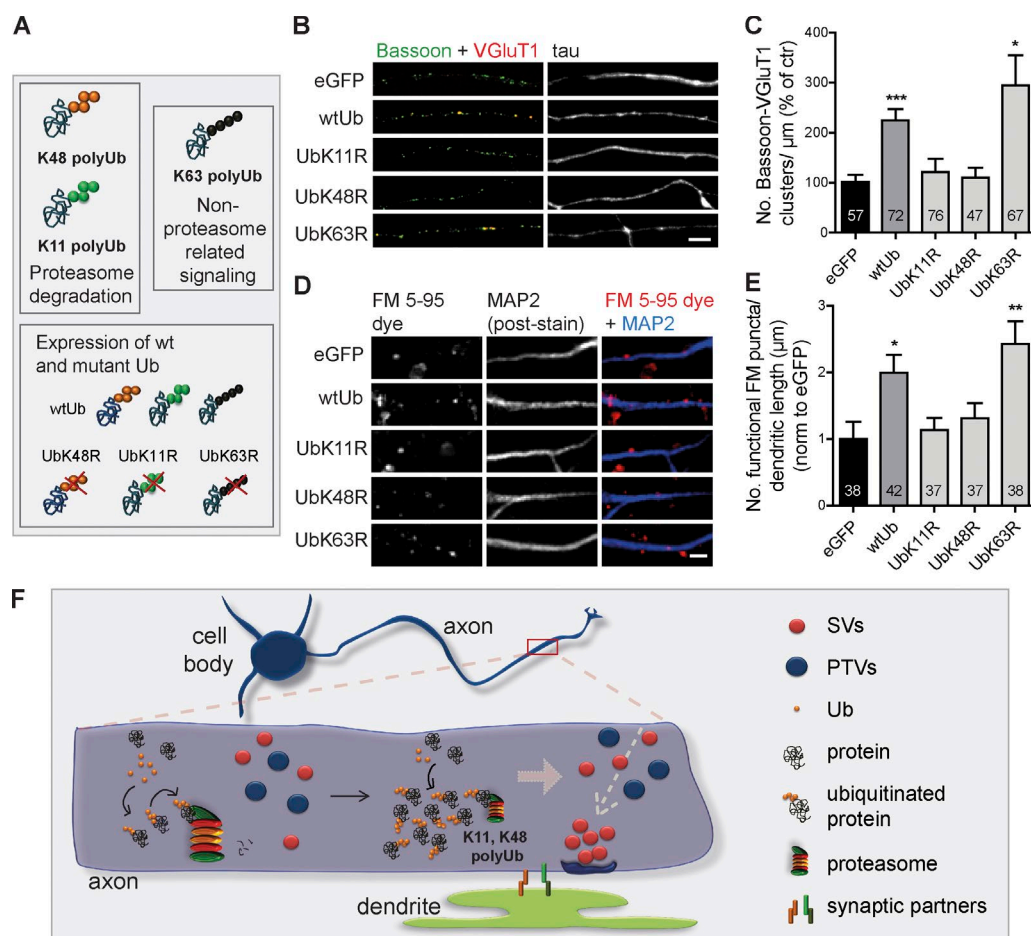 A
K48 polyUb
K11 polyUb
Proteasome
degradation
K63 polyUb
Non-
proteasome
related
signaling
Expression of wt
and mutant Ub
wtUb
UbK48R UbK11R UbK63R
B
Bassoon + VGluT1 tau
eGFP
wtUb
UbK11R
UbK48R
UbK63R
C
No. Bassoon-VGluT1
clusters/ µm (% of ctr)
400
300
200
100
0
***
*
57 72 76 47 67
eGFP wtUb UbK11R UbK48R UbK63R
D
FM 5-95
dye
MAP2
(post-stain)
FM 5-95 dye
+ MAP2
eGFP
wtUb
UbK11R
UbK48R
UbK63R
E
No. functional FM puncta/
dendritic length (µm)
(norm to eGFP)
3
2
1
0
*
**
38 42 37 37 38
eGFP wtUb UbK11R UbK48R UbK63R
F
cell
body
axon
axon
K11, K48
polyUb
dendrite
SVs
PTVs
Ub
protein
ubiquitinated
protein
proteasome
synaptic partners